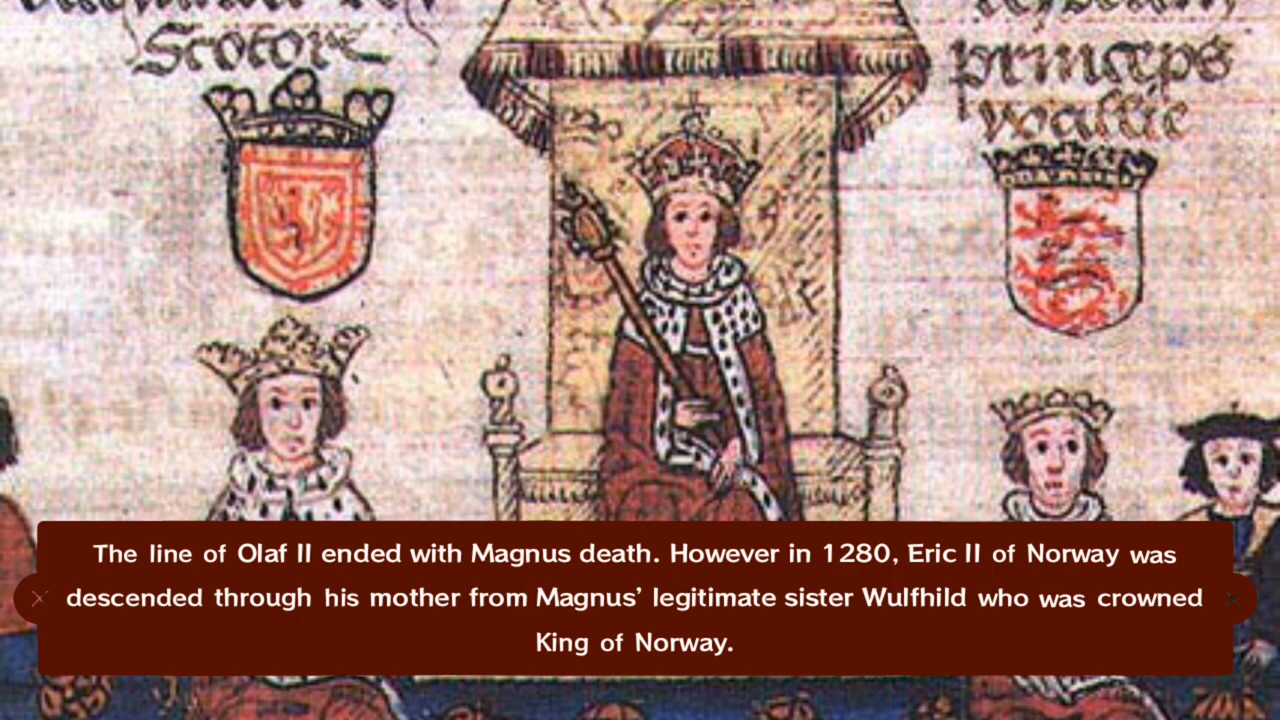 Scotore
princeps
wallie
The line of Olaf II ended with Magnus death. However in 1280, Eric II of Norway was
descended through his mother from Magnus’ legitimate sister Wulfhild who was crowned
King of Norway.